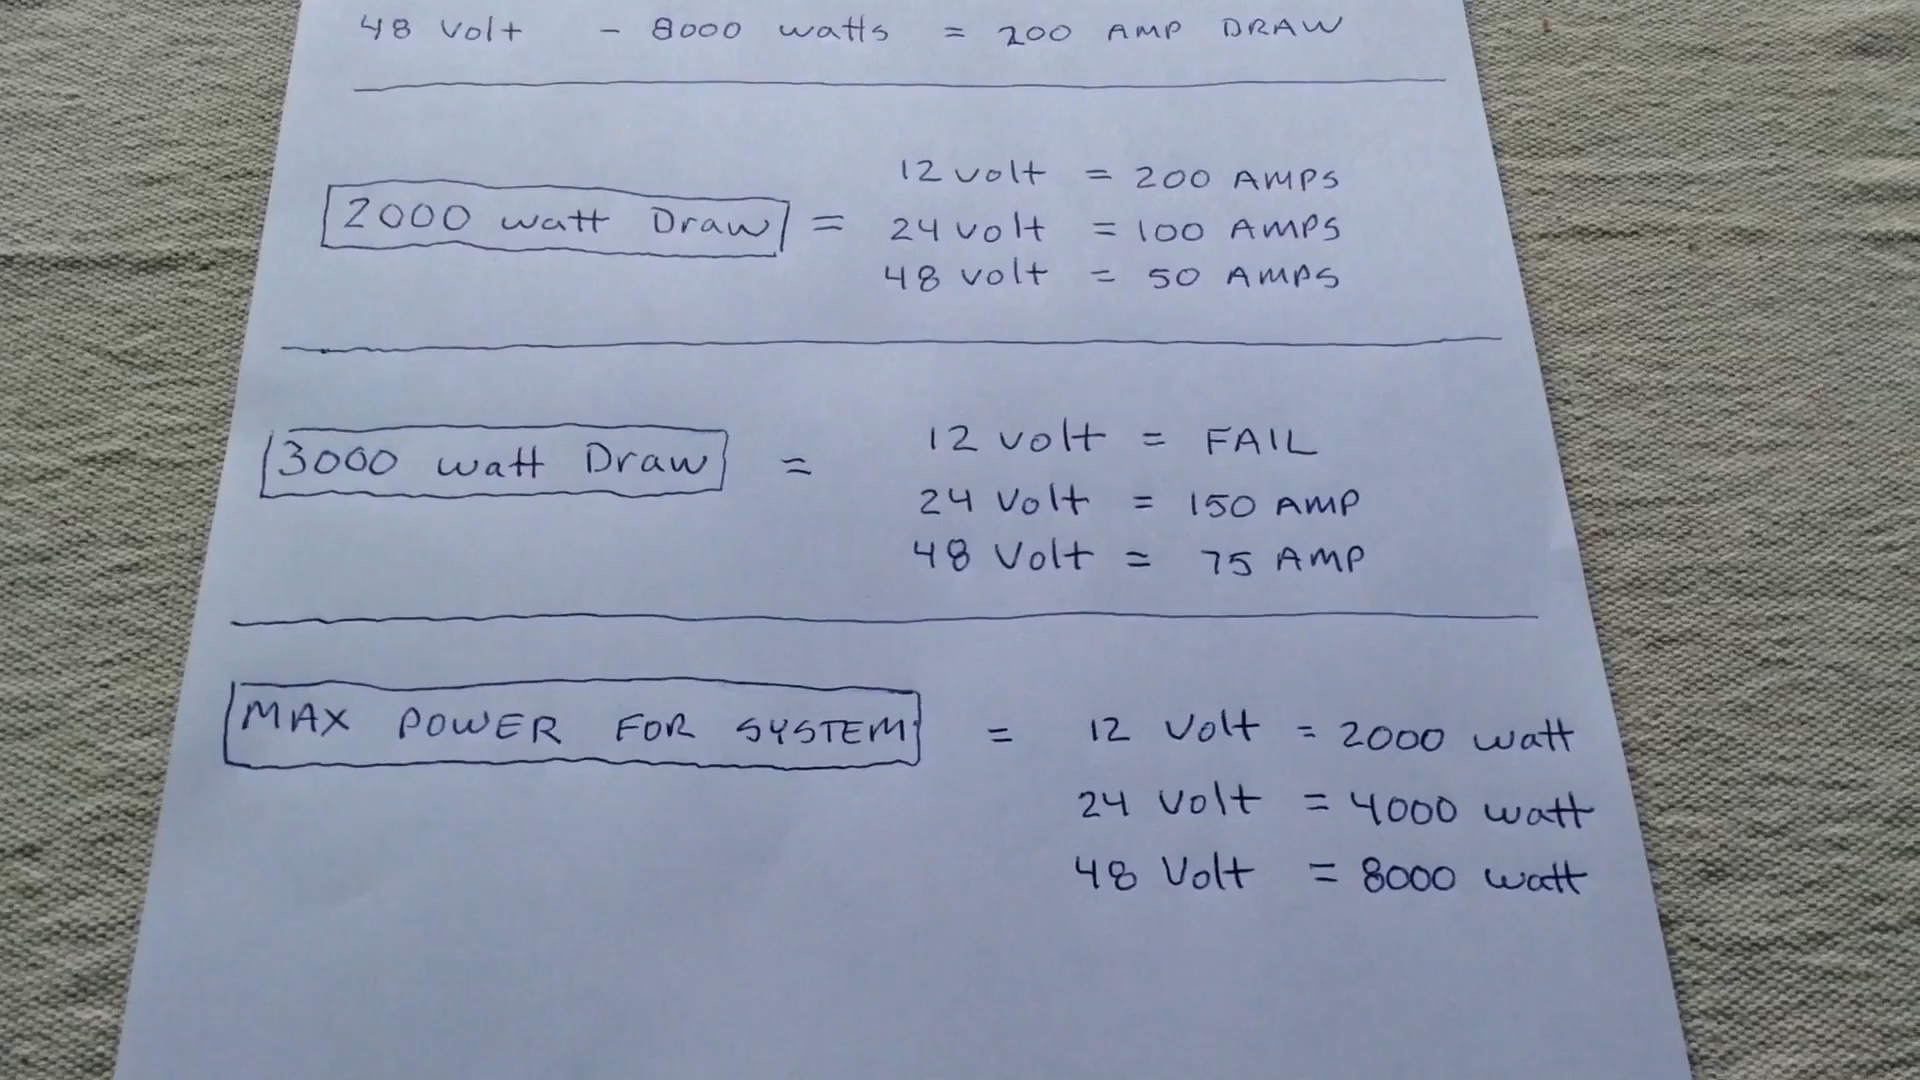 48 Volt - 8000 watts = 200 AMP DRAW
2000 watt Draw =
12 volt = 200 AMPS
24 volt = 100 AMPS
48 volt = 50 AMPS
3000 watt Draw =
12 volt = FAIL
24 Volt = 150 AMP
48 Volt = 75 AMP
MAX POWER FOR SYSTEM =
12 Volt = 2000 watt
24 Volt = 4000 watt
48 Volt = 8000 watt